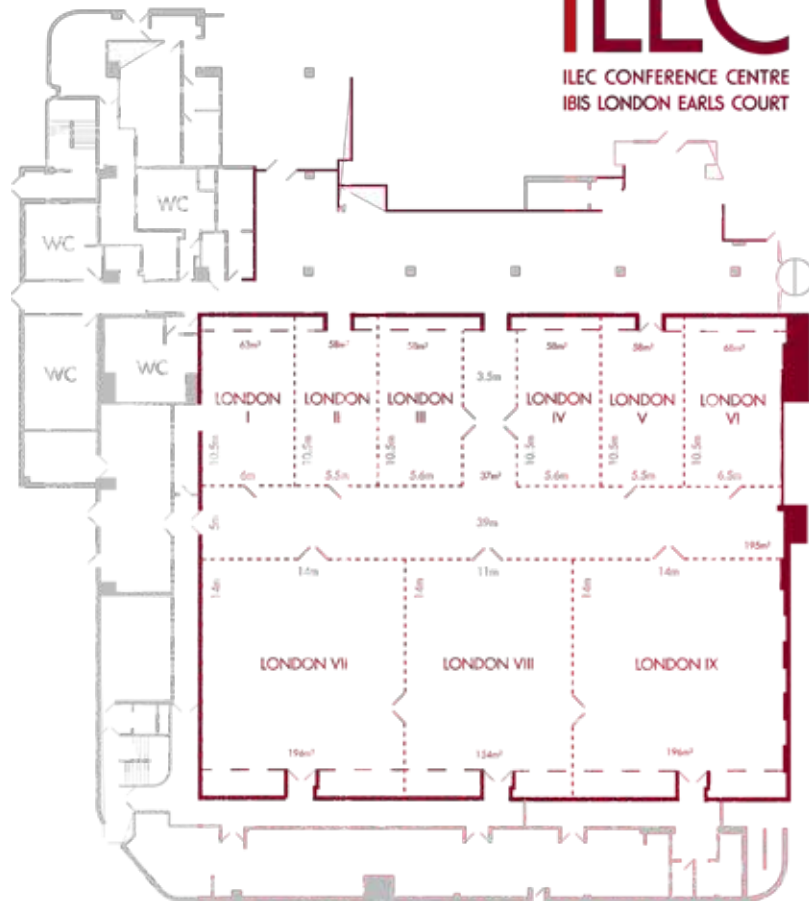 ILEC
ILEC CONFERENCE CENTRE
IBIS LONDON EARLS COURT
WC
WC
WC
WC
63m²
58m²
58m²
58m²
58m²
68m²
3.5m
LONDON
I
LONDON
II
LONDON
III
LONDON
IV
LONDON
V
LONDON
VI
10.5m
10.5m
10.5m
10.5m
10.5m
10.5m
6m
5.5m
5.6m
37m²
5.6m
5.5m
6.5m
5m
39m
195m²
14m
11m
14m
14m
14m
14m
LONDON VII
LONDON VIII
LONDON IX
196m²
154m²
196m²